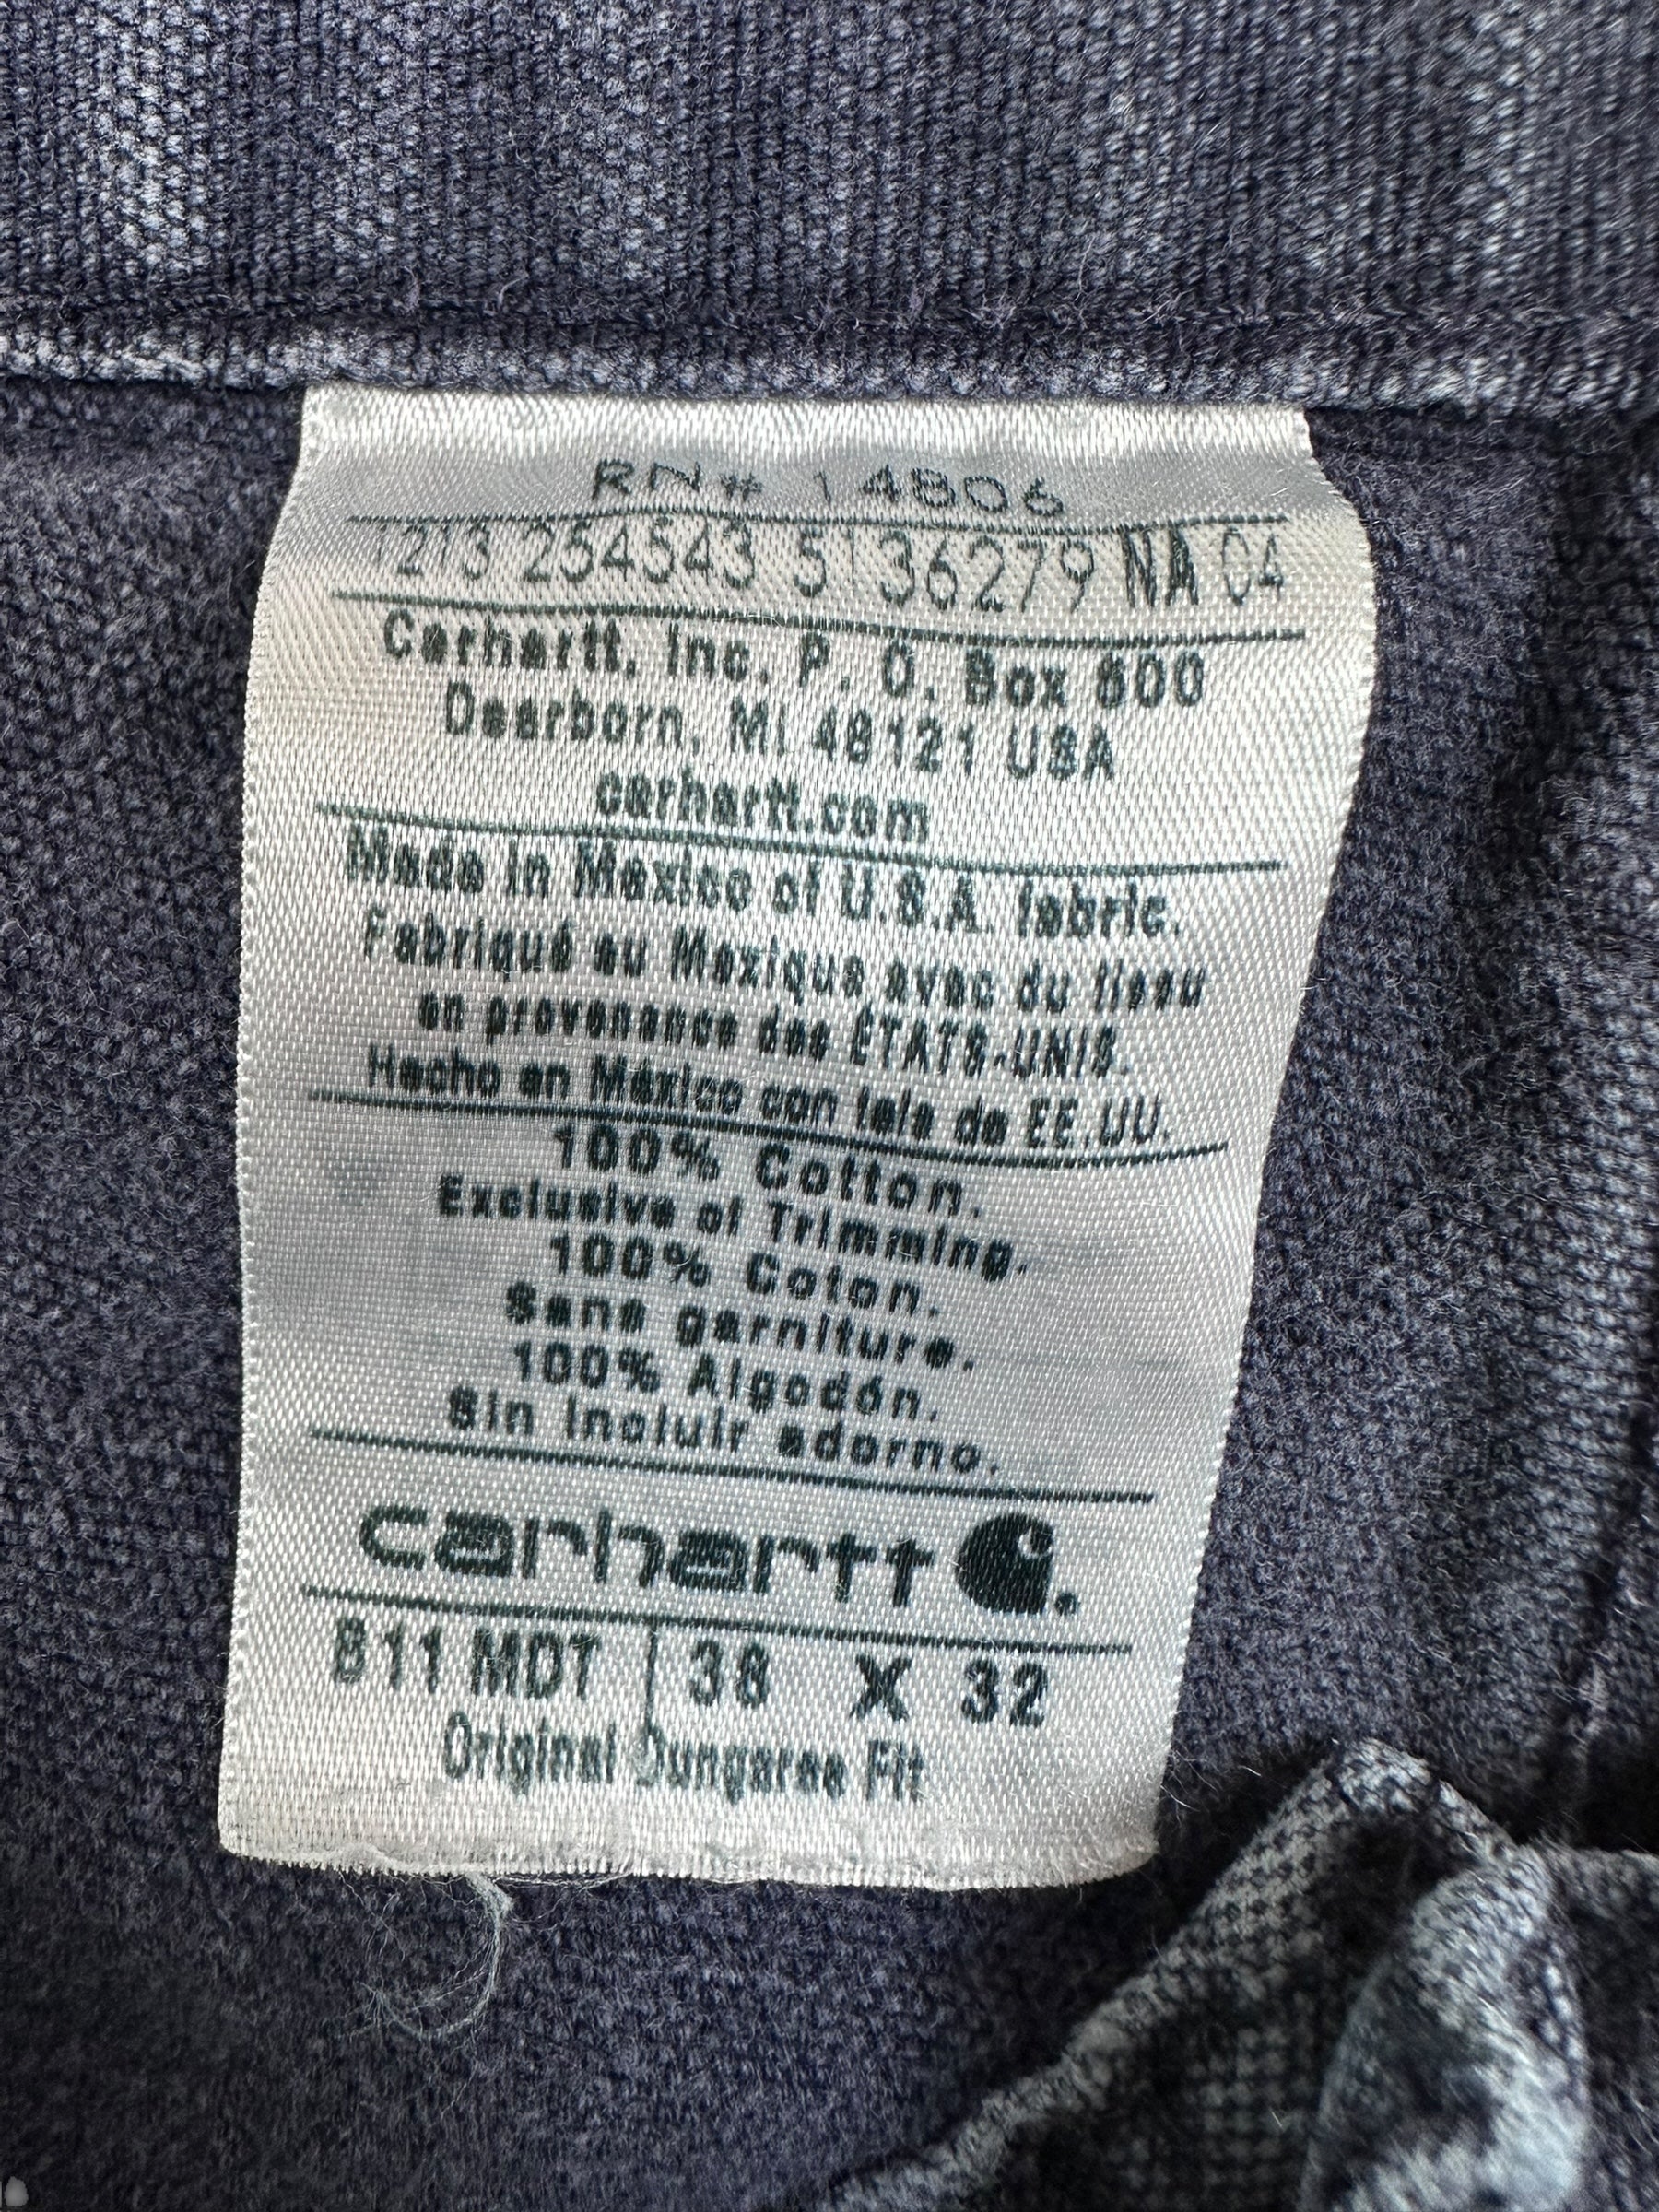 RN# 14806
1213 254543 5136279 NA 04
Carhartt, Inc. P. O. Box 600
Dearborn, MI 48121 USA
carhartt.com
Made in Mexico of U.S.A. fabric.
Fabriqué au Mexique avec du tissu
en provenance des ÉTATS-UNIS.
Hecho en México con tela de EE.UU.
100% Cotton.
Exclusive of Trimming.
100% Coton.
Sans garniture.
100% Algodón.
Sin incluir adorno.
carhartt
B11 MDT 38 X 32
Original Dungaree Fit